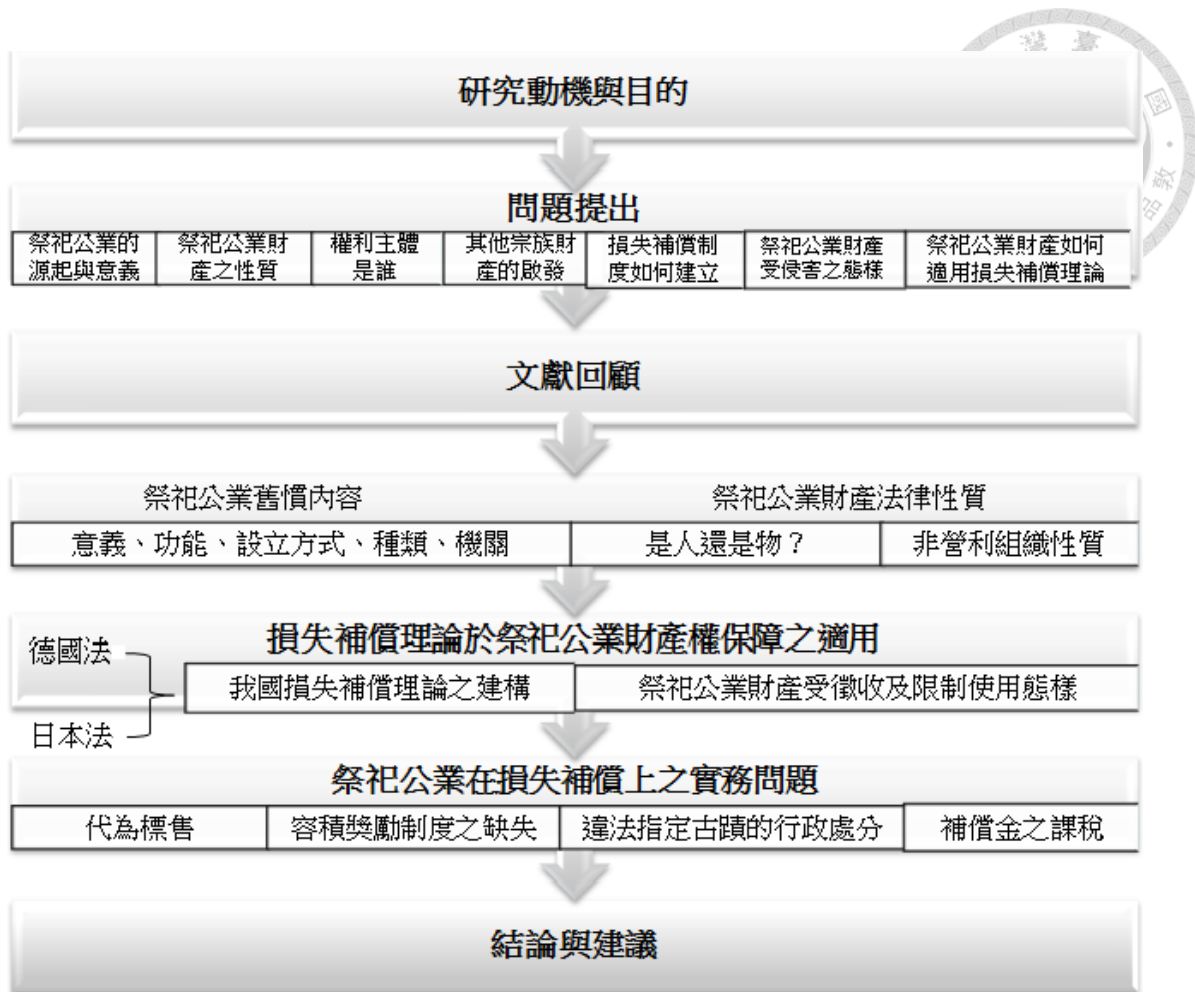 研究動機與目的
問題提出
祭祀公業的
源起與意義
祭祀公業財
產之性質
權利主體
是誰
其他宗族財
產的啟發
損失補償制
度如何建立
祭祀公業財產
受侵害之態樣
祭祀公業財產如何
適用損失補償理論
文獻回顧
祭祀公業舊慣內容
祭祀公業財產法律性質
意義、功能、設立方式、種類、機關
是人還是物？
非營利組織性質
損失補償理論於祭祀公業財產權保障之適用
德國法
日本法
我國損失補償理論之建構
祭祀公業財產受徵收及限制使用態樣
祭祀公業在損失補償上之實務問題
代為標售
容積獎勵制度之缺失
違法指定古蹟的行政處分
補償金之課稅
結論與建議
臺
灣
國
敦
品